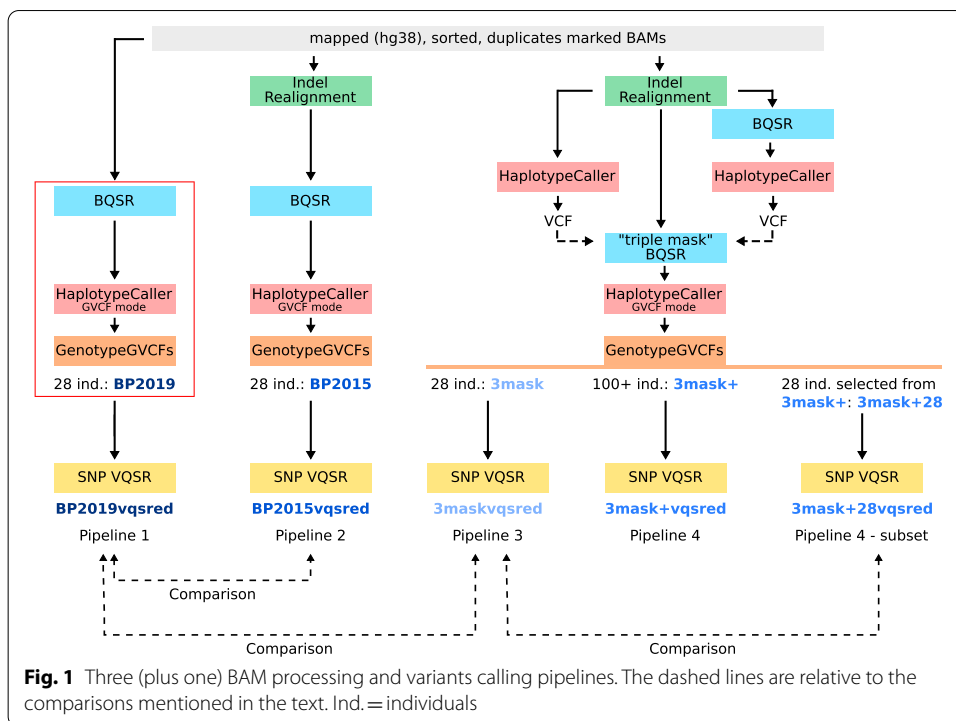 mapped (hg38), sorted, duplicates marked BAMs
Indel
Realignment
Indel
Realignment
BQSR
HaplotypeCaller
HaplotypeCaller
BQSR
BQSR
VCF
VCF
"triple mask"
BQSR
HaplotypeCaller
GVCF mode
HaplotypeCaller
GVCF mode
HaplotypeCaller
GVCF mode
GenotypeGVCFs
GenotypeGVCFs
GenotypeGVCFs
28 ind.: BP2019
28 ind.: BP2015
28 ind.: 3mask
100+ ind.: 3mask+
28 ind. selected from
3mask+: 3mask+28
SNP VQSR
SNP VQSR
SNP VQSR
SNP VQSR
SNP VQSR
BP2019vqsred
BP2015vqsred
3maskvqsred
3mask+vqsred
3mask+28vqsred
Pipeline 1
Pipeline 2
Pipeline 3
Pipeline 4
Pipeline 4 - subset
Comparison
Comparison
Comparison
Fig. 1 Three (plus one) BAM processing and variants calling pipelines. The dashed lines are relative to the
comparisons mentioned in the text. Ind. = individuals